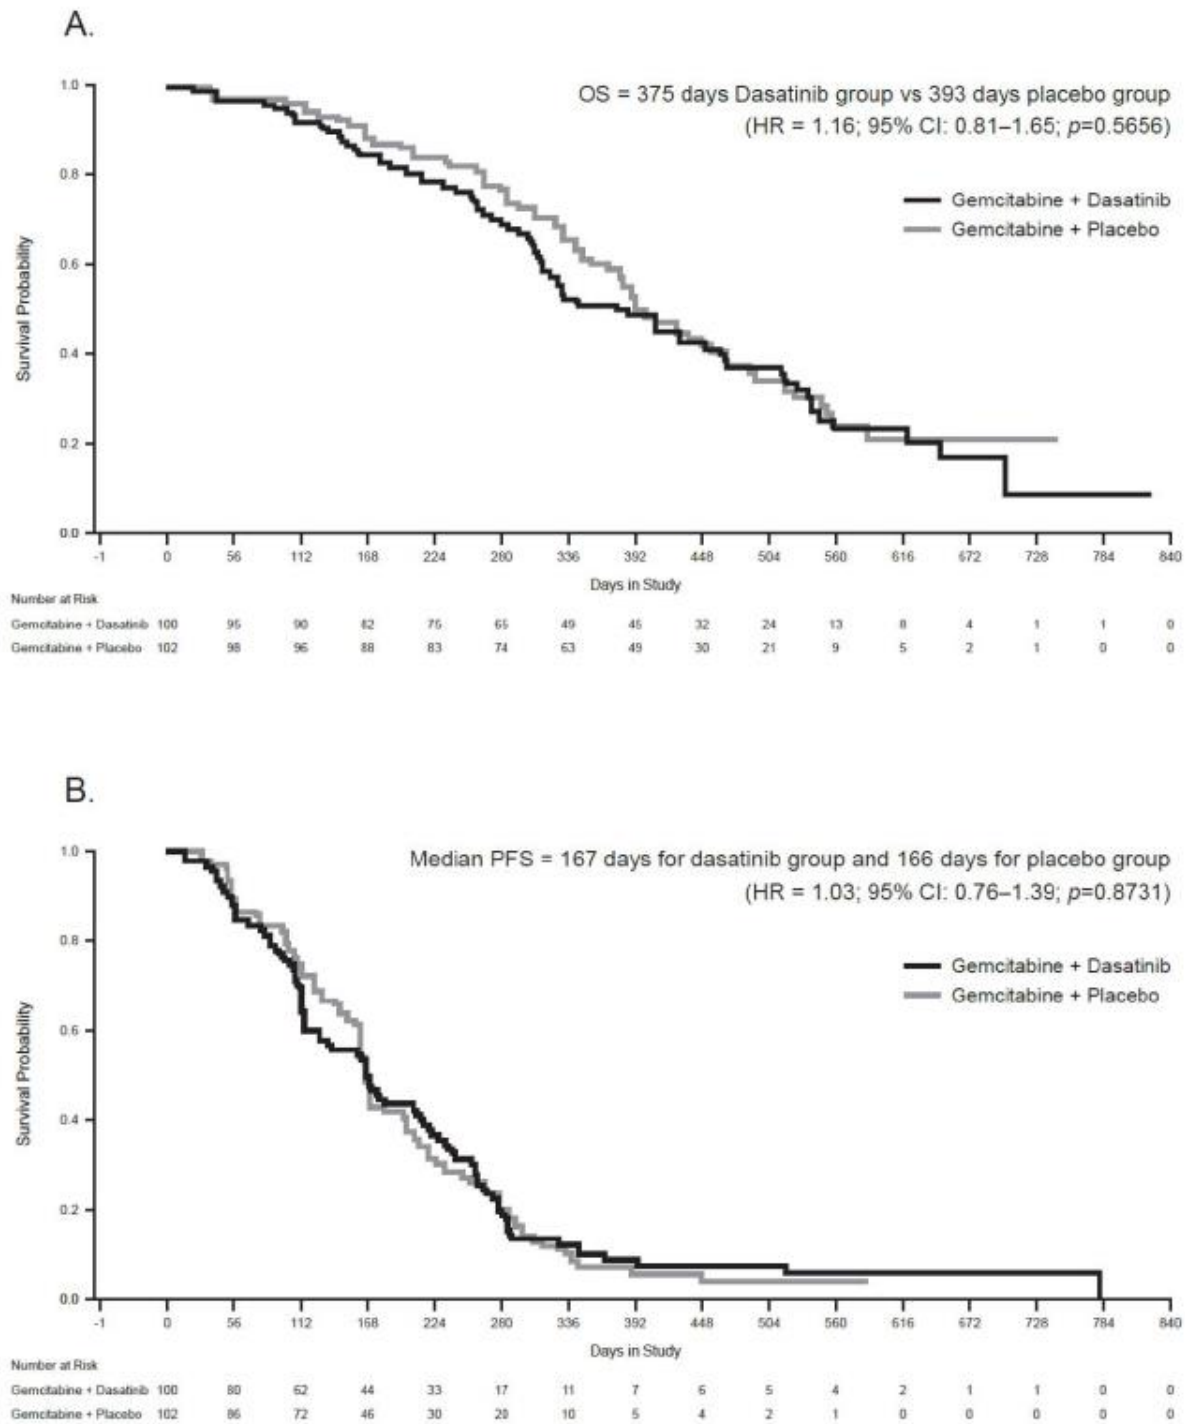 A.
OS = 375 days Dasatinib group vs 393 days placebo group
(HR = 1.16; 95% CI: 0.81–1.65; p=0.5656)
Gemcitabine + Dasatinib
Gemcitabine + Placebo
Survival Probability
1.0
0.8
0.6
0.4
0.2
0.0
-1 0 56 112 168 224 280 336 392 448 504 560 616 672 728 784 840
Days in Study
Number at Risk
Gemcitabine + Dasatinib 100 95 90 82 75 65 49 45 32 24 13 8 4 1 1 0
Gemcitabine + Placebo 102 98 96 88 83 74 63 49 30 21 9 5 2 1 0 0
B.
Median PFS = 167 days for dasatinib group and 166 days for placebo group
(HR = 1.03; 95% CI: 0.76–1.39; p=0.8731)
Gemcitabine + Dasatinib
Gemcitabine + Placebo
Survival Probability
1.0
0.8
0.6
0.4
0.2
0.0
-1 0 56 112 168 224 280 336 392 448 504 560 616 672 728 784 840
Days in Study
Number at Risk
Gemcitabine + Dasatinib 100 80 62 44 33 17 11 7 6 5 4 2 1 1 0 0
Gemcitabine + Placebo 102 86 72 46 30 20 10 5 4 2 1 0 0 0 0 0